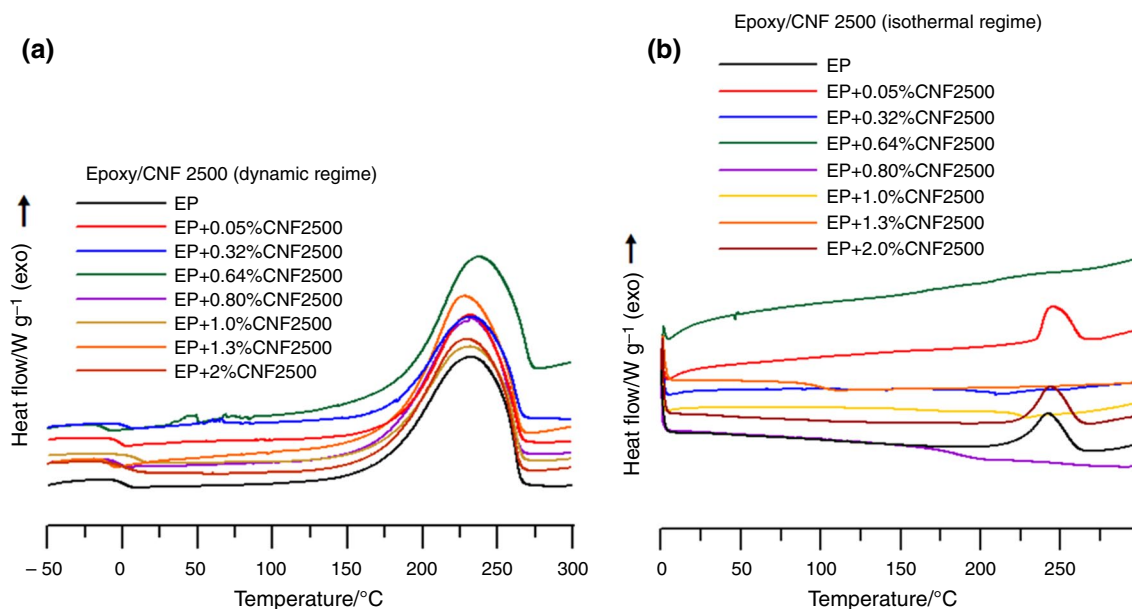 (a)
Epoxy/CNF 2500 (dynamic regime)
EP
EP+0.05%CNF2500
EP+0.32%CNF2500
EP+0.64%CNF2500
EP+0.80%CNF2500
EP+1.0%CNF2500
EP+1.3%CNF2500
EP+2%CNF2500
Heat flow/W g⁻¹ (exo)
– 50 0 50 100 150 200 250 300
Temperature/°C
(b)
Epoxy/CNF 2500 (isothermal regime)
EP
EP+0.05%CNF2500
EP+0.32%CNF2500
EP+0.64%CNF2500
EP+0.80%CNF2500
EP+1.0%CNF2500
EP+1.3%CNF2500
EP+2.0%CNF2500
Heat flow/W g⁻¹ (exo)
0 50 100 150 200 250
Temperature/°C